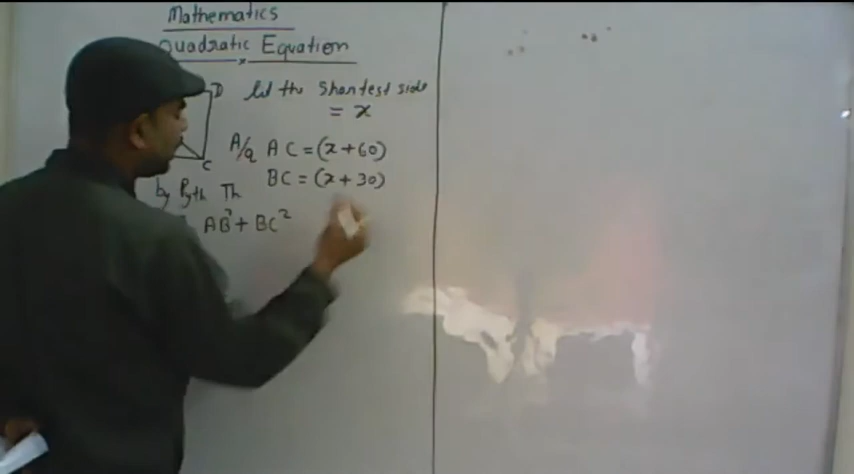 Mathematics
Quadratic Equation
x
D
let the Shortest side
= x
A/Q AC = (x+60)
C
BC = (x+30)
by Pyth Th
AB² + BC²